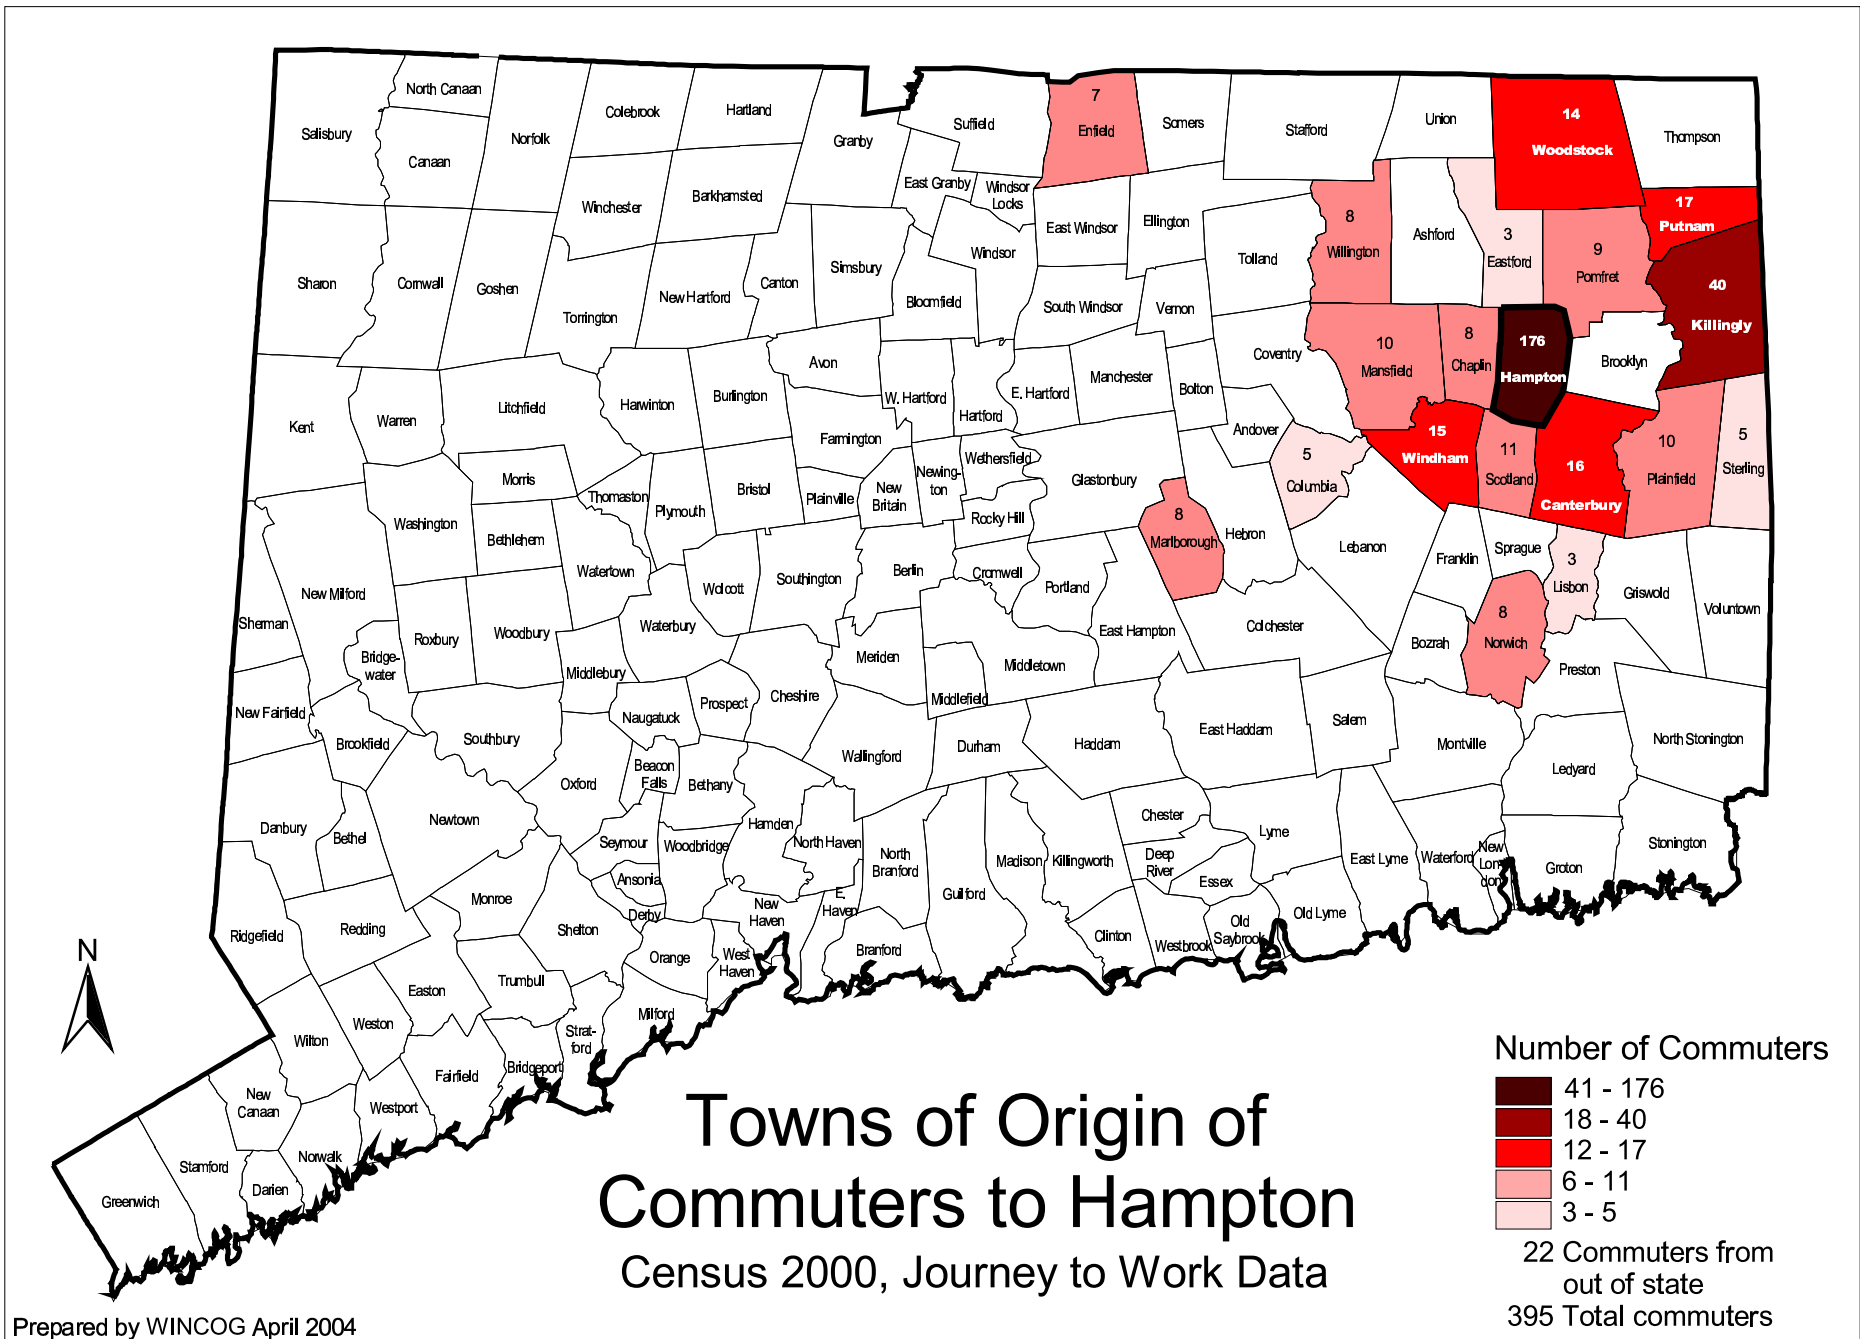 North Canaan
Colebrook
Hartland
Salisbury
Norfolk
Canaan
Granby
Suffield
7
Enfield
Somers
Stafford
Union
14
Woodstock
Thompson
East Granby
Windsor
Locks
Winchester
Barkhamsted
East Windsor
Ellington
8
Willington
Ashford
3
Eastford
9
Pomfret
17
Putnam
Sharon
Cornwall
Goshen
Torrington
New Hartford
Canton
Simsbury
Bloomfield
Windsor
South Windsor
Vernon
Tolland
40
Killingly
Kent
Warren
Litchfield
Harwinton
Burlington
Avon
W. Hartford
Hartford
E. Hartford
Manchester
Bolton
Coventry
10
Mansfield
8
Chaplin
176
Hampton
Brooklyn
Farmington
Andover
15
Windham
11
Scotland
16
Canterbury
10
Plainfield
5
Sterling
Morris
Thomaston
Plymouth
Bristol
Plainville
New
Britain
Newing-
ton
Wethersfield
Rocky Hill
Glastonbury
5
Columbia
8
Marlborough
Hebron
Lebanon
Franklin
Sprague
3
Lisbon
Griswold
Voluntown
Washington
Bethlehem
Watertown
Wolcott
Southington
Berlin
Cromwell
Portland
New Milford
Sherman
Roxbury
Woodbury
Waterbury
East Hampton
Colchester
Bozrah
8
Norwich
Preston
Bridge-
water
Middlebury
Meriden
Middletown
Middlefield
Cheshire
Prospect
Naugatuck
New Fairfield
Brookfield
Southbury
Wallingford
Durham
Haddam
East Haddam
Salem
Montville
Ledyard
North Stonington
Oxford
Beacon
Falls
Bethany
Danbury
Bethel
Newtown
Seymour
Woodbridge
Hamden
North Haven
North
Branford
Guilford
Madison
Killingworth
Chester
Deep
River
Essex
Lyme
East Lyme
Waterford
New
Lon-
don
Groton
Stonington
Ansonia
Derby
Monroe
Shelton
New
Haven
E.
Haven
Branford
Clinton
Westbrook
Old
Saybrook
Old Lyme
Ridgefield
Redding
Orange
West
Haven
Easton
Trumbull
Milford
Wilton
Weston
Strat-
ford
Bridgeport
Fairfield
New
Canaan
Westport
Norwalk
Stamford
Darien
Greenwich
N
Towns of Origin of
Commuters to Hampton
Census 2000, Journey to Work Data
Number of Commuters
41 - 176
18 - 40
12 - 17
6 - 11
3 - 5
22 Commuters from
out of state
395 Total commuters
Prepared by WINCOG April 2004